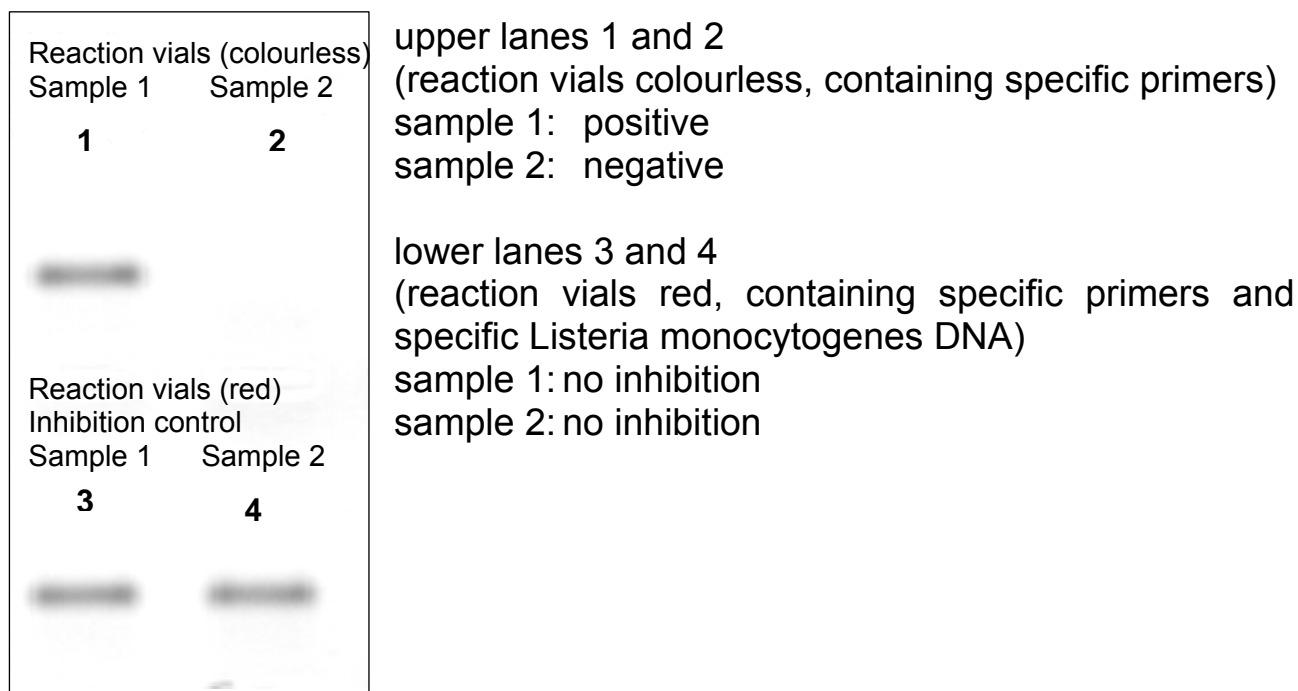 Reaction vials (colourless)
Sample 1 Sample 2
1 2
Reaction vials (red)
Inhibition control
Sample 1 Sample 2
3 4
upper lanes 1 and 2
(reaction vials colourless, containing specific primers)
sample 1: positive
sample 2: negative
lower lanes 3 and 4
(reaction vials red, containing specific primers and
specific Listeria monocytogenes DNA)
sample 1: no inhibition
sample 2: no inhibition